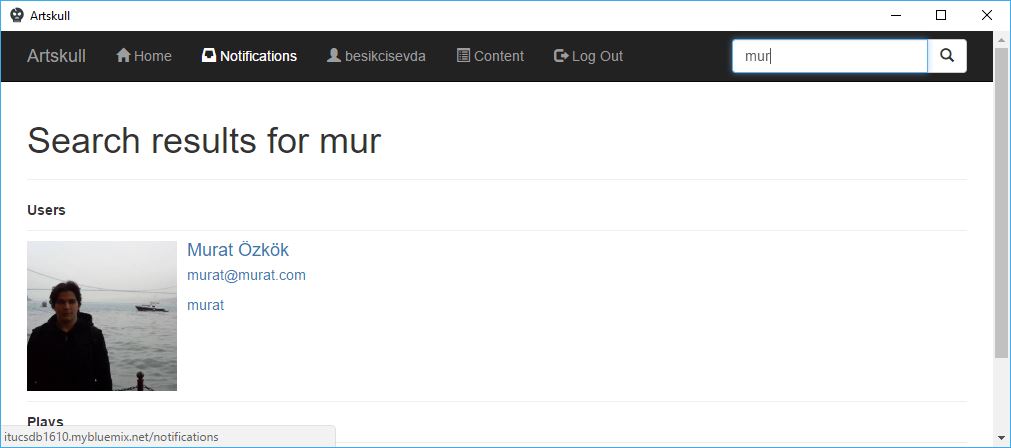 Artskull
Artskull Home Notifications besikcisevda Content Log Out mur
Search results for mur
Users
Murat Özkök
murat@murat.com
murat
Plays
itucsdb1610.mybluemix.net/notifications